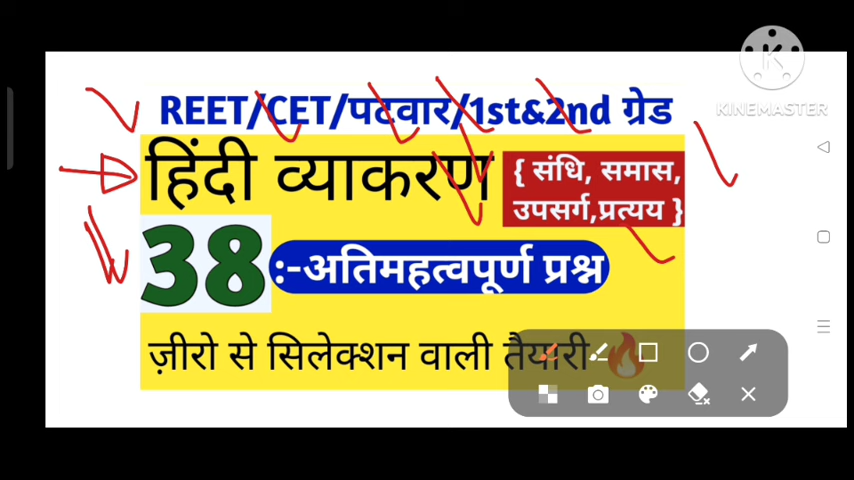 KINEMASTER
REET/CET/पटवार/1st&2nd ग्रेड
हिंदी व्याकरण
{ संधि, समास,
उपसर्ग,प्रत्यय }
38 :-अतिमहत्वपूर्ण प्रश्न
ज़ीरो से सिलेक्शन वाली तैयारी